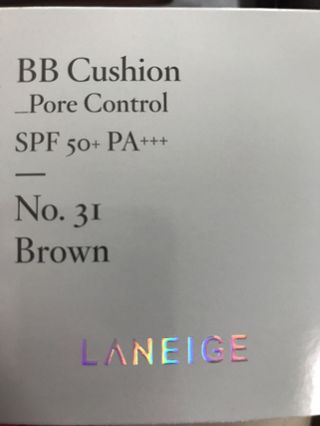 BB Cushion
_Pore Control
SPF 50+ PA+++
No. 31
Brown
LANEIGE